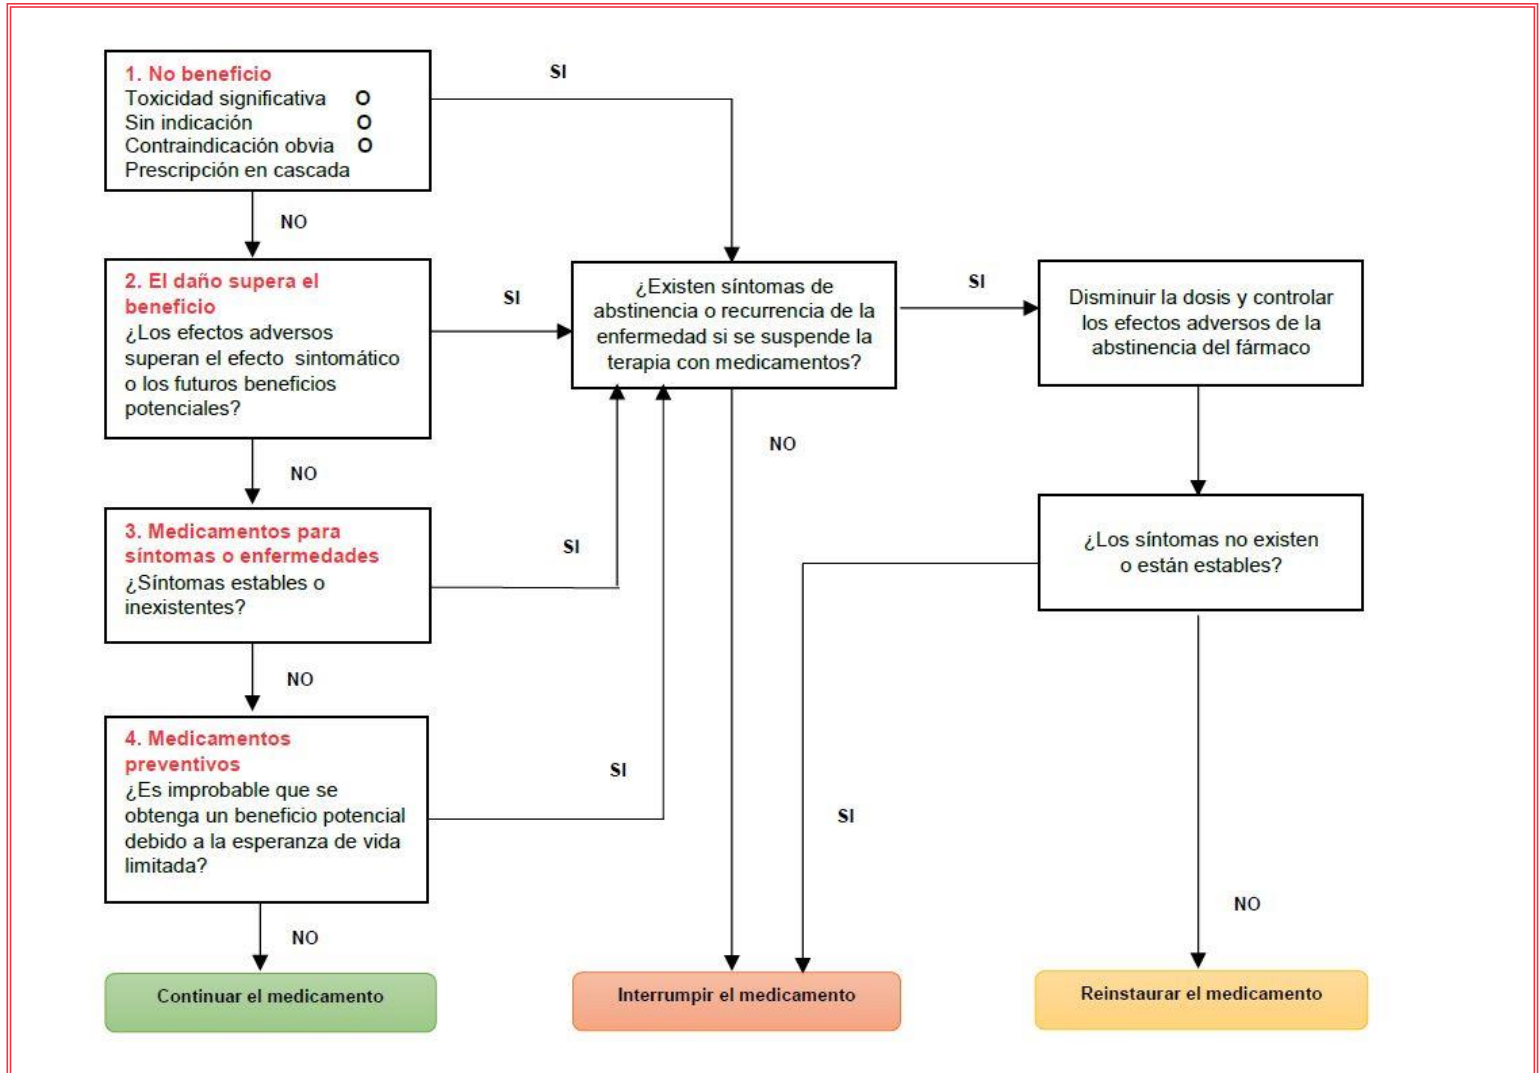 1. No beneficio
Toxicidad significativa O
Sin indicación O
Contraindicación obvia O
Prescripción en cascada
SI
NO
2. El daño supera el
beneficio
¿Los efectos adversos
superan el efecto sintomático
o los futuros beneficios
potenciales?
SI
¿Existen síntomas de
abstinencia o recurrencia de la
enfermedad si se suspende la
terapia con medicamentos?
SI
Disminuir la dosis y controlar
los efectos adversos de la
abstinencia del fármaco
NO
NO
3. Medicamentos para
síntomas o enfermedades
¿Síntomas estables o
inexistentes?
SI
¿Los síntomas no existen
o están estables?
NO
4. Medicamentos
preventivos
¿Es improbable que se
obtenga un beneficio potencial
debido a la esperanza de vida
limitada?
SI
SI
NO
NO
Continuar el medicamento
Interrumpir el medicamento
Reinstaurar el medicamento